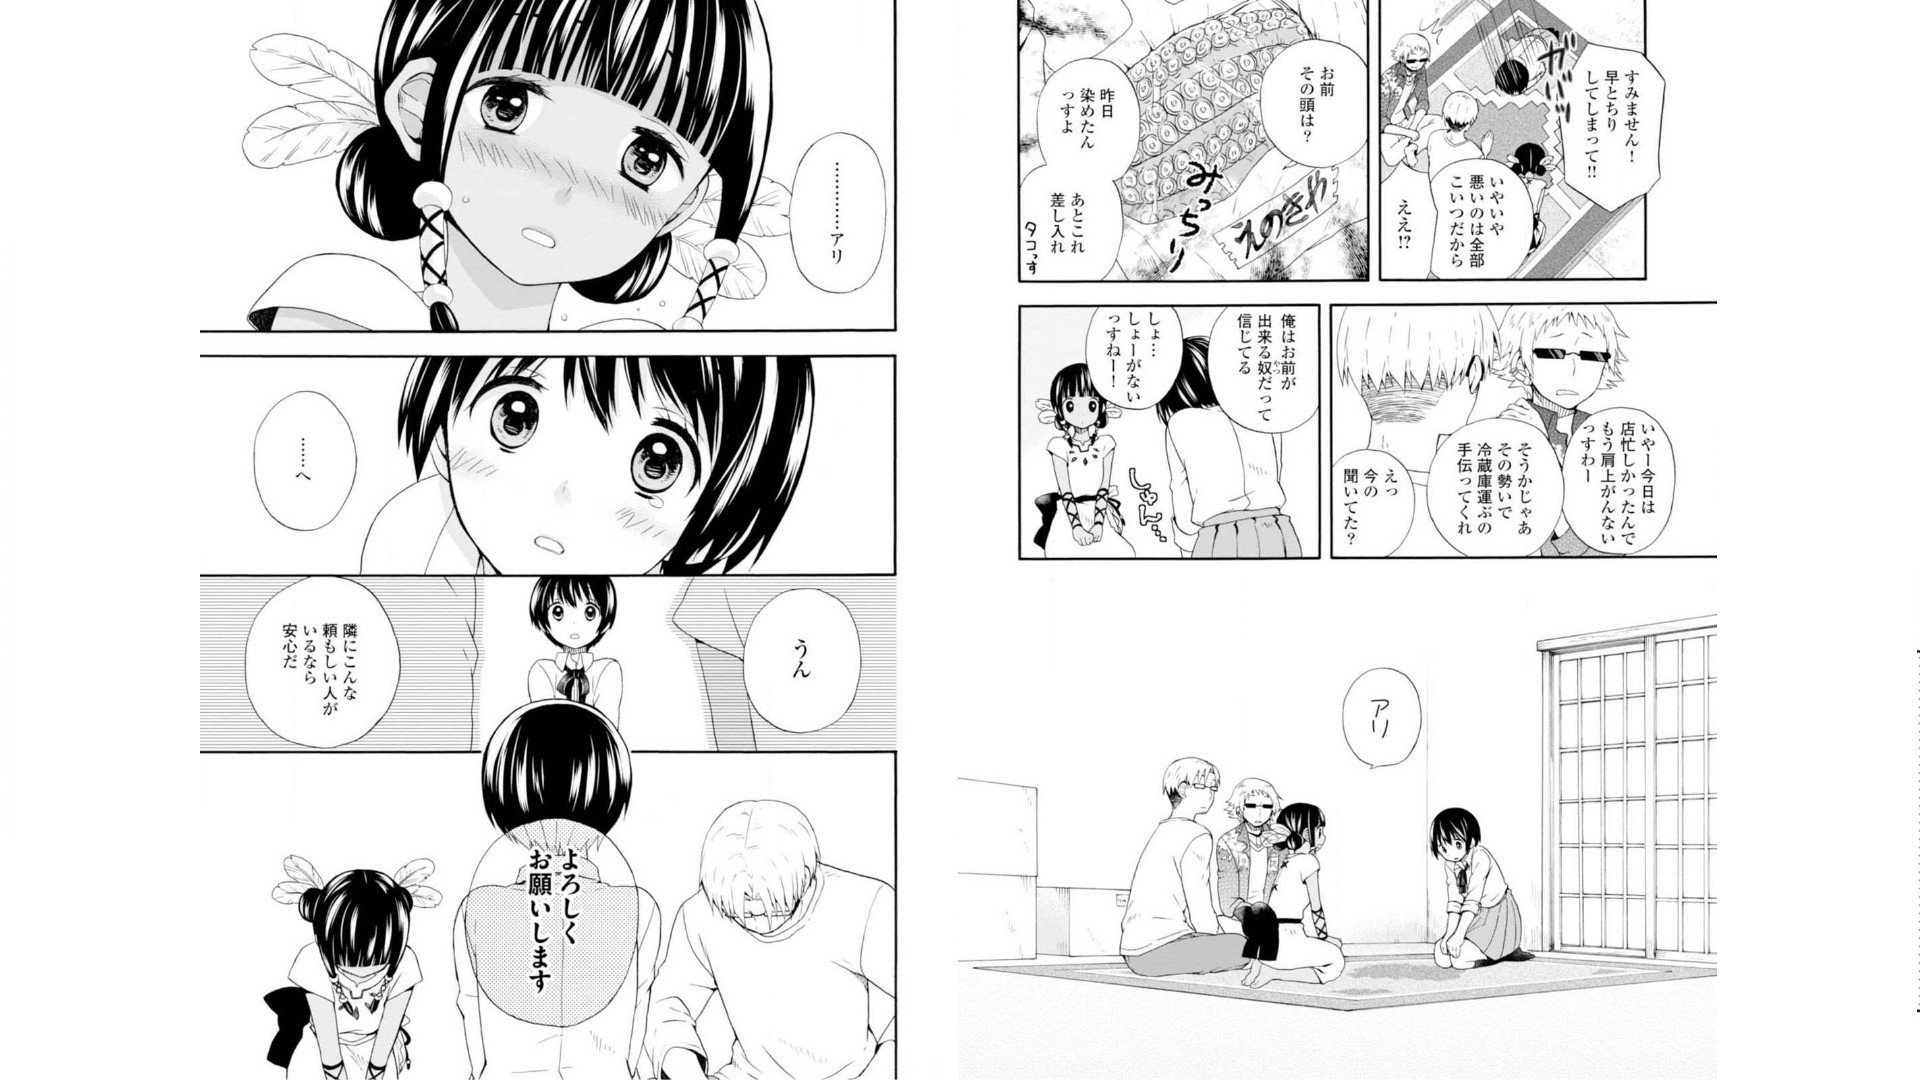 すみません!
早とちり
してしまって!!
ガバッ
いやいや
悪いのは全部
こいつだから
ええ!?
お前
その頭は?
昨日
染めたん
っすよ
あとこれ
差し入れ
タコっす
みっちり
えのきや
いやー今日は
店忙しかったんで
もう肩上がんない
っすわー
そうかじゃあ
その勢いで
冷蔵庫運ぶの
手伝ってくれ
えっ
今の
聞いてた?
俺はお前が
出来る奴だって
やつ
信じてる
しょ…
しょーがない
っすねー!
しゅん…
アリ
…………アリ
……へ
うん
隣にこんな
頼もしい人が
いるなら
安心だ
よろしく
お願いします